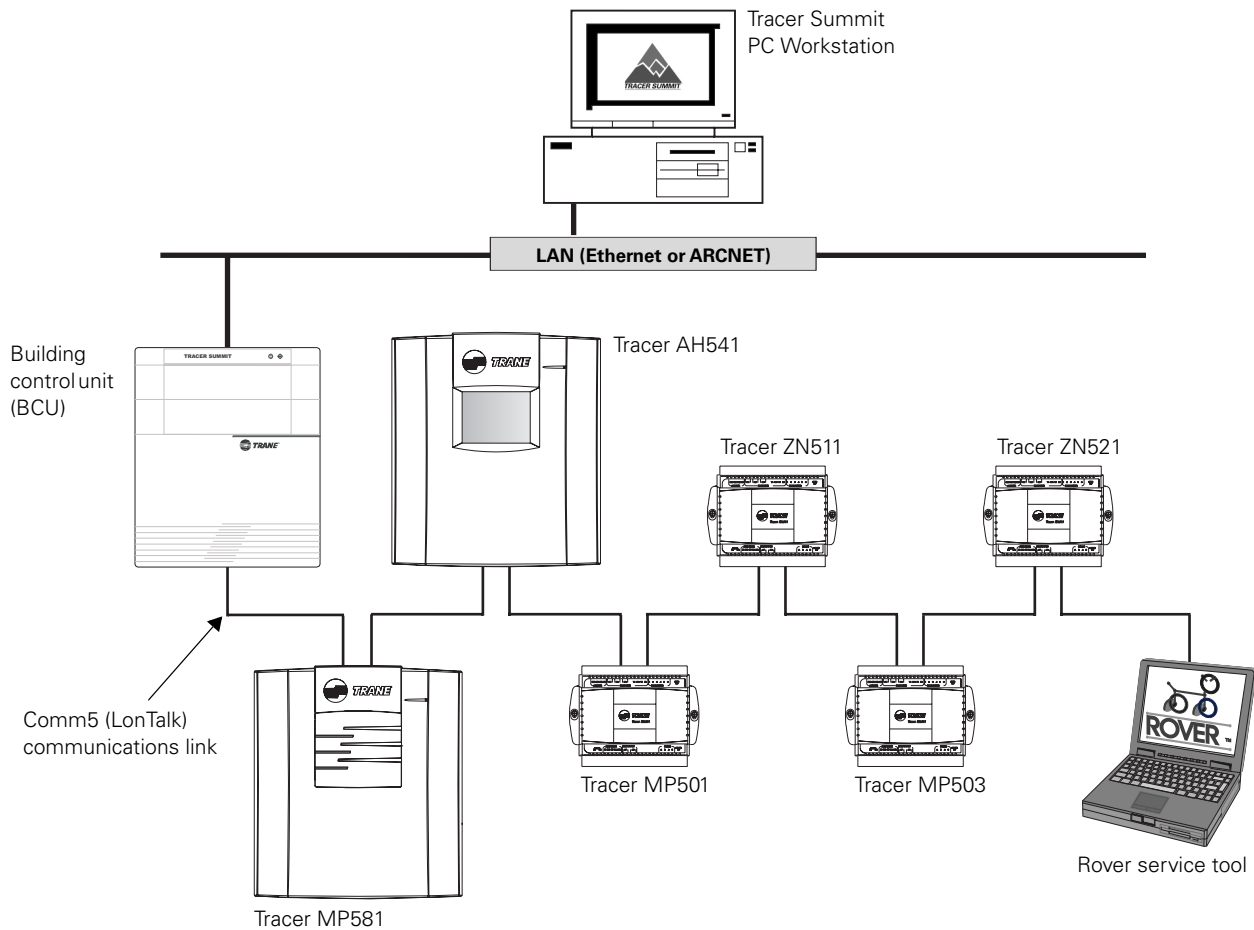 Tracer Summit
PC Workstation
TRACER SUMMIT
LAN (Ethernet or ARCNET)
Building
control unit
(BCU)
TRACER SUMMIT
TRANE
TRANE
Tracer AH541
Tracer ZN511
Tracer ZN521
Comm5 (LonTalk)
communications link
TRANE
Tracer MP581
Tracer MP501
Tracer MP503
ROVER™
Rover service tool